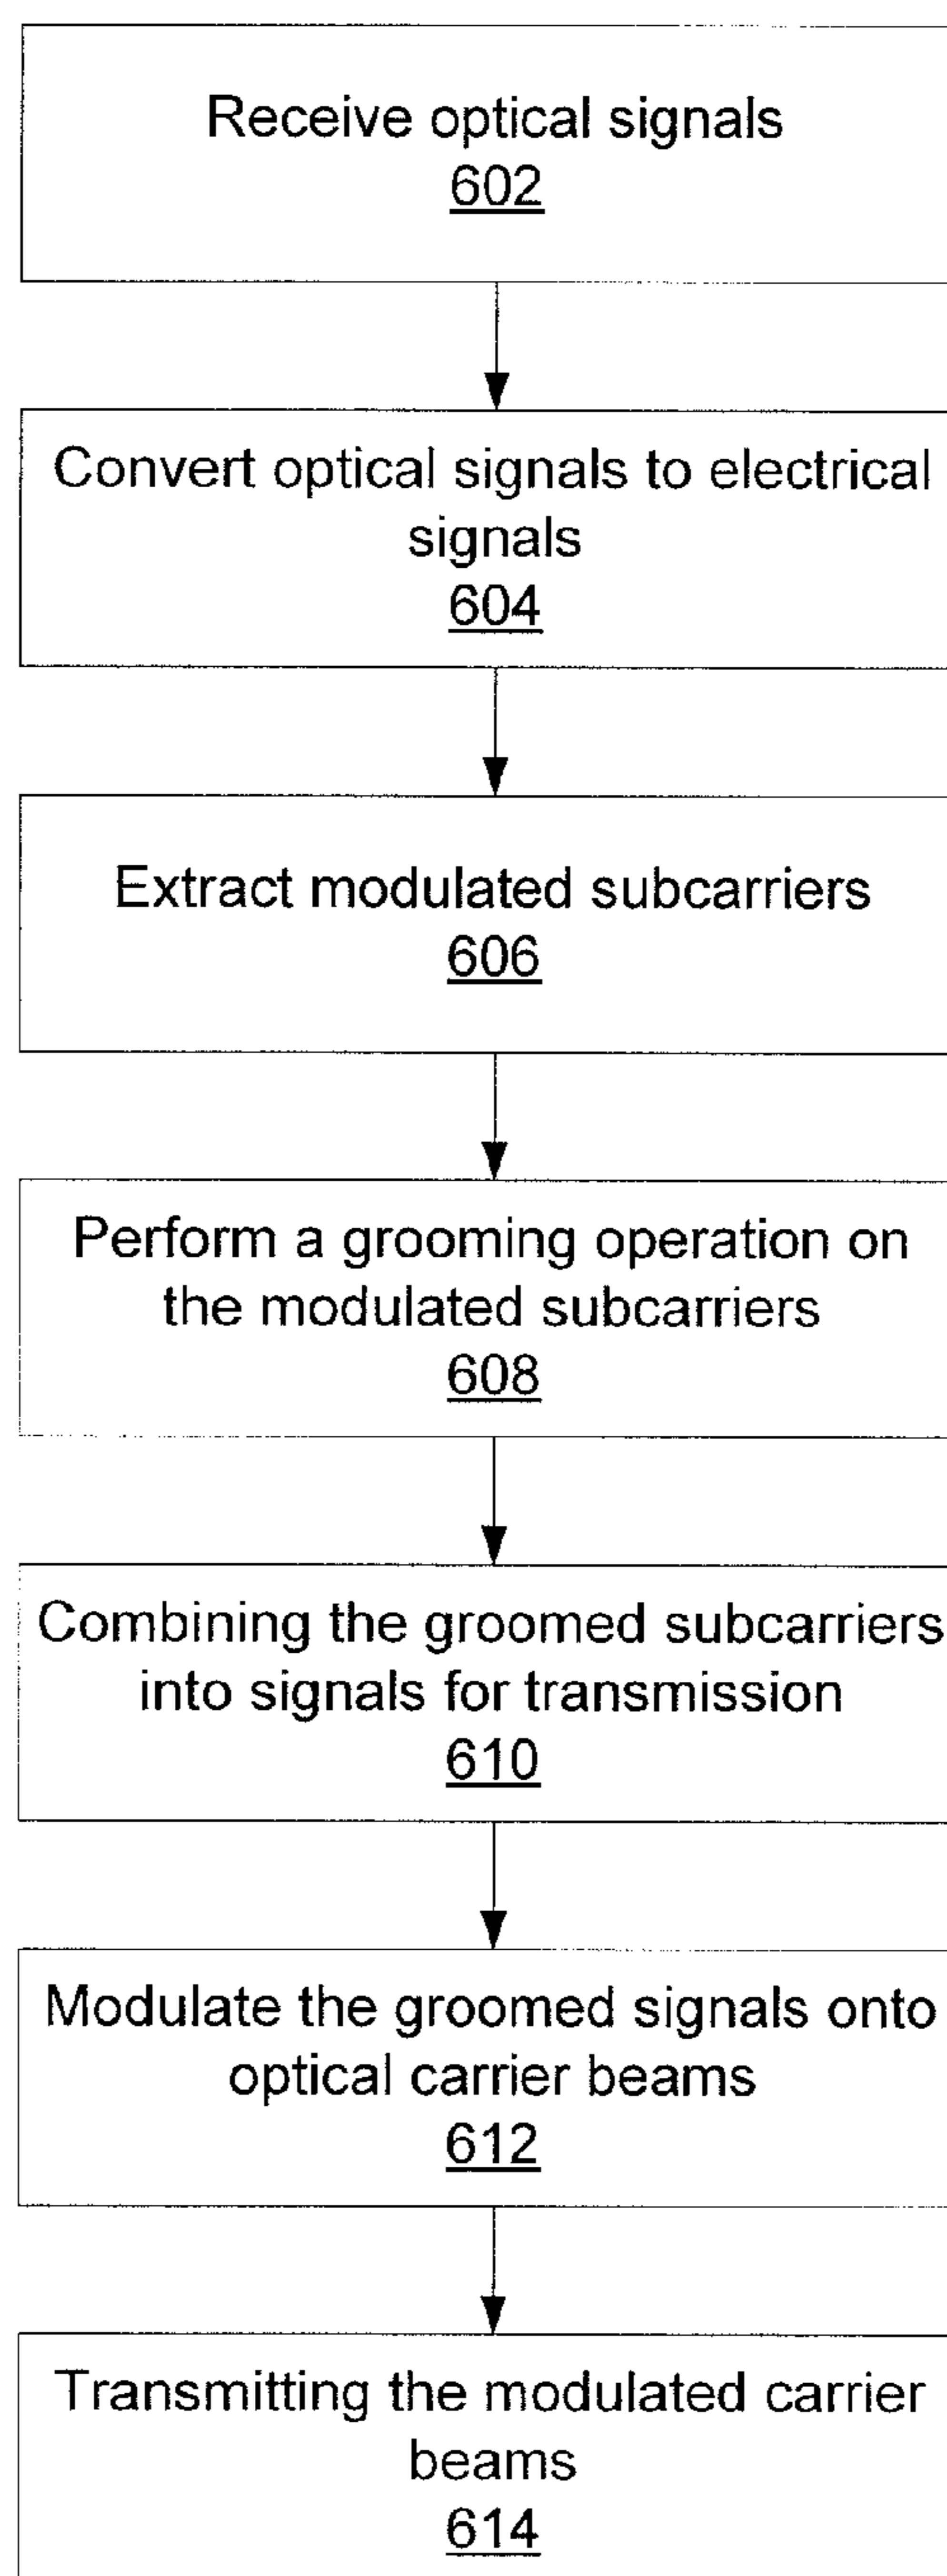 Receive optical signals
602
Convert optical signals to electrical
signals
604
Extract modulated subcarriers
606
Perform a grooming operation on
the modulated subcarriers
608
Combining the groomed subcarriers
into signals for transmission
610
Modulate the groomed signals onto
optical carrier beams
612
Transmitting the modulated carrier
beams
614